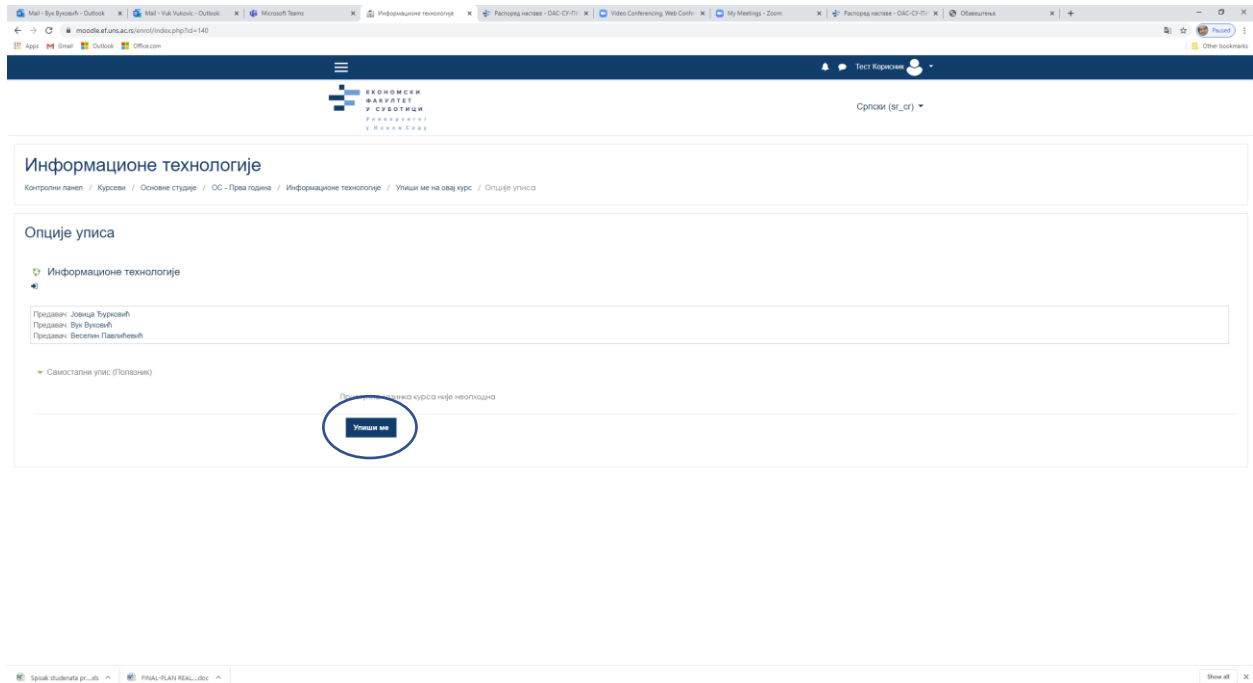 Mail - Вук Вуковић - Outlook
Mail - Vuk Vukovic - Outlook
Microsoft Teams
Информационе технологије
Распоред наставе - ОАС-СУ-П
Video Conferencing, Web Confe
My Meetings - Zoom
Распоред наставе - ОАС-СУ-П
Обавештења
moodle.ef.uns.ac.rs/enrol/index.php?id=140
Paused
Apps
Gmail
Outlook
Office.com
Other bookmarks
Тест Корисник
ЕКОНОМСКИ
ФАКУЛТЕТ
У СУБОТИЦИ
Универзитет
у Новом Саду
Српски (sr_cr)
Информационе технологије
Контролни панел / Курсеви / Основне студије / ОС - Прва година / Информационе технологије / Упиши ме на овај курс / Опције уписа
Опције уписа
Информационе технологије
Предавач: Јовица Ђурковић
Предавач: Вук Вуковић
Предавач: Веселин Павлићевић
Самостални упис (Полазник)
курса није неопходна
Упиши ме
Spisak studenata pr....xls
FINAL-PLAN REAL....doc
Show all